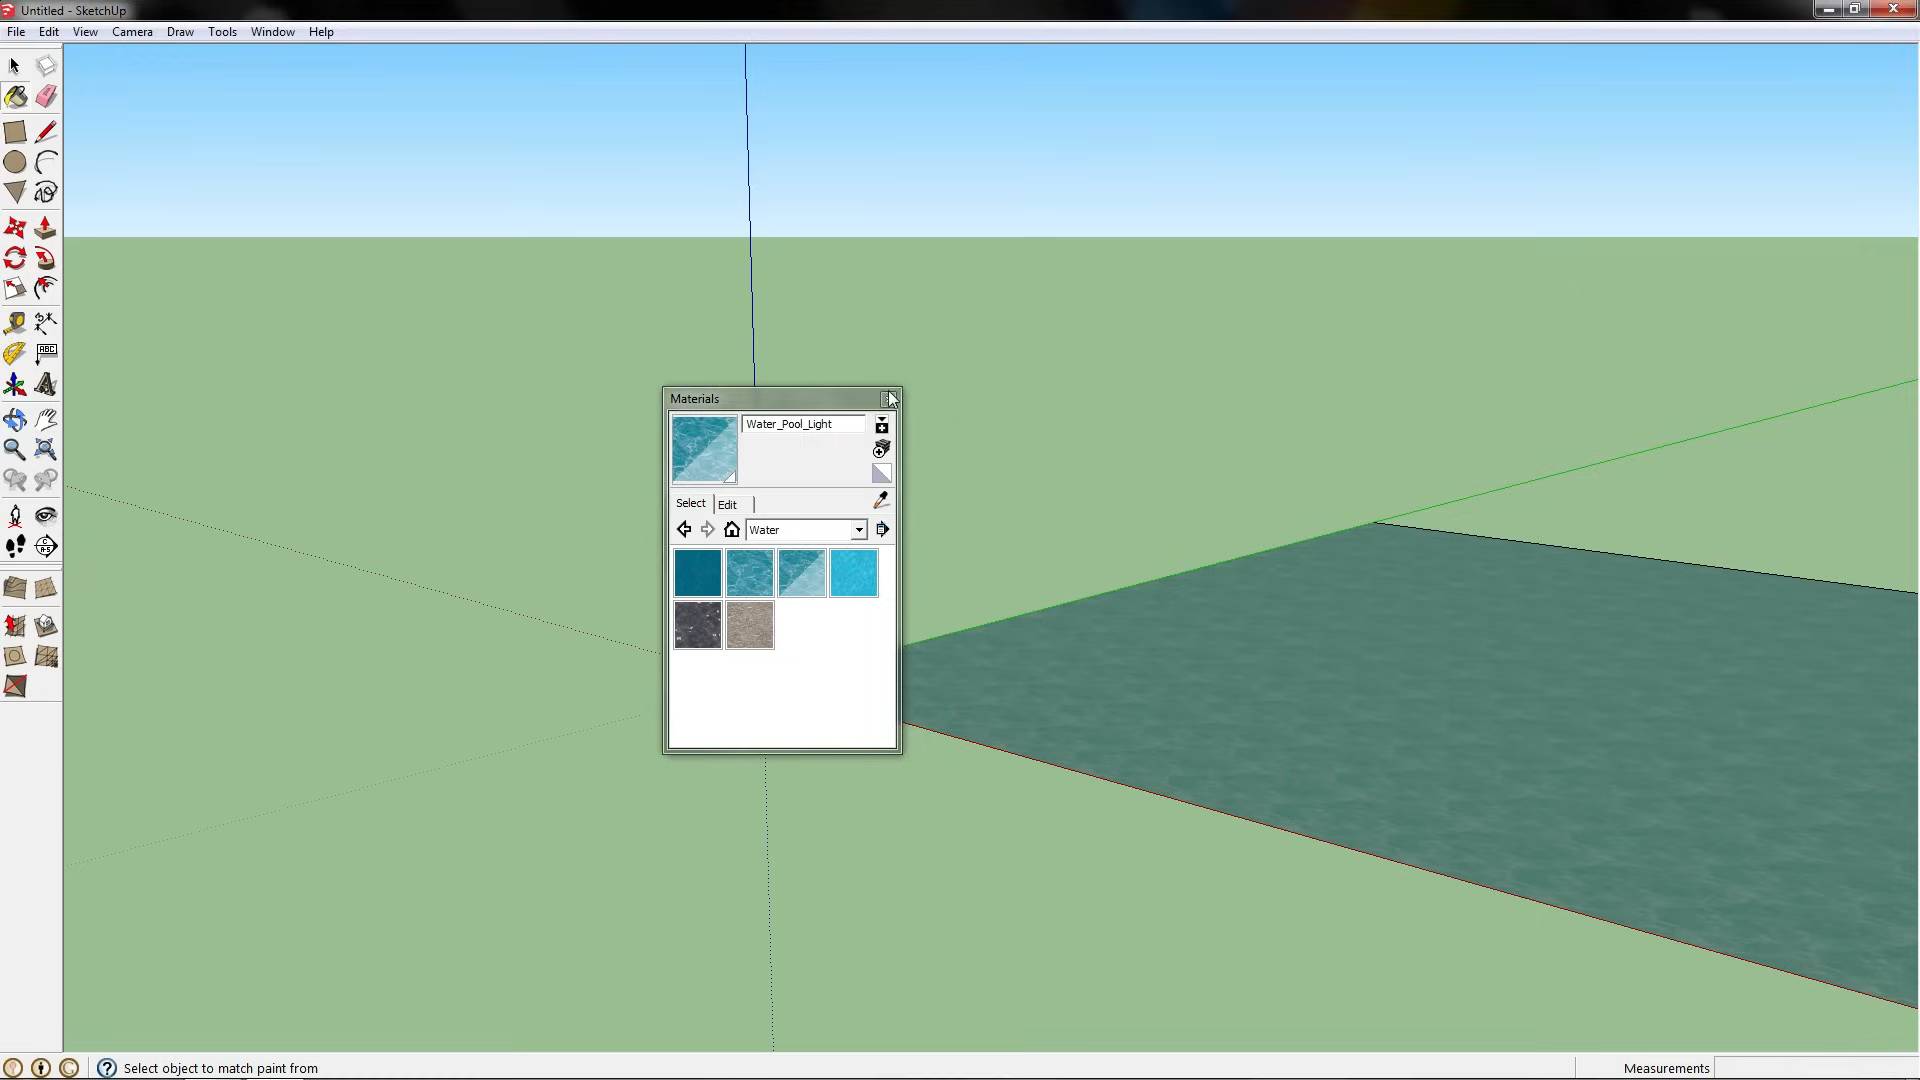 Untitled - SketchUp
File Edit View Camera Draw Tools Window Help
ABC
Materials
Water_Pool_Light
Select Edit
Water
Select object to match paint from
Measurements